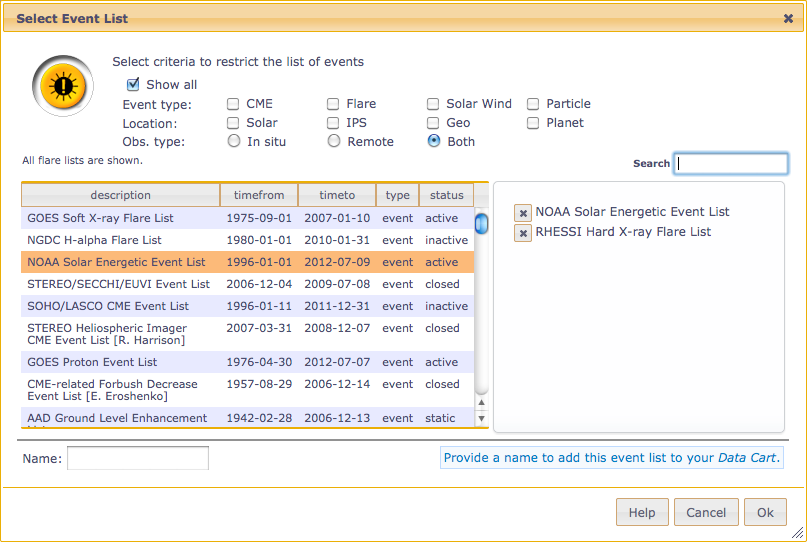 Select Event List
Select criteria to restrict the list of events
Show all
Event type: CME Flare Solar Wind Particle
Location: Solar IPS Geo Planet
Obs. type: In situ Remote Both
All flare lists are shown.
Search
description timefrom timeto type status
GOES Soft X-ray Flare List 1975-09-01 2007-01-10 event active
NGDC H-alpha Flare List 1980-01-01 2010-01-31 event inactive
NOAA Solar Energetic Event List 1996-01-01 2012-07-09 event active
STEREO/SECCHI/EUVI Event List 2006-12-04 2009-07-08 event closed
SOHO/LASCO CME Event List 1996-01-11 2011-12-31 event inactive
STEREO Heliospheric Imager 2007-03-31 2008-12-07 event closed
CME Event List [R. Harrison]
GOES Proton Event List 1976-04-30 2012-07-07 event active
CME-related Forbush Decrease 1957-08-29 2006-12-14 event closed
Event List [E. Eroshenko]
AAD Ground Level Enhancement 1942-02-28 2006-12-13 event static
NOAA Solar Energetic Event List
RHESSI Hard X-ray Flare List
Name:
Provide a name to add this event list to your Data Cart.
Help Cancel Ok